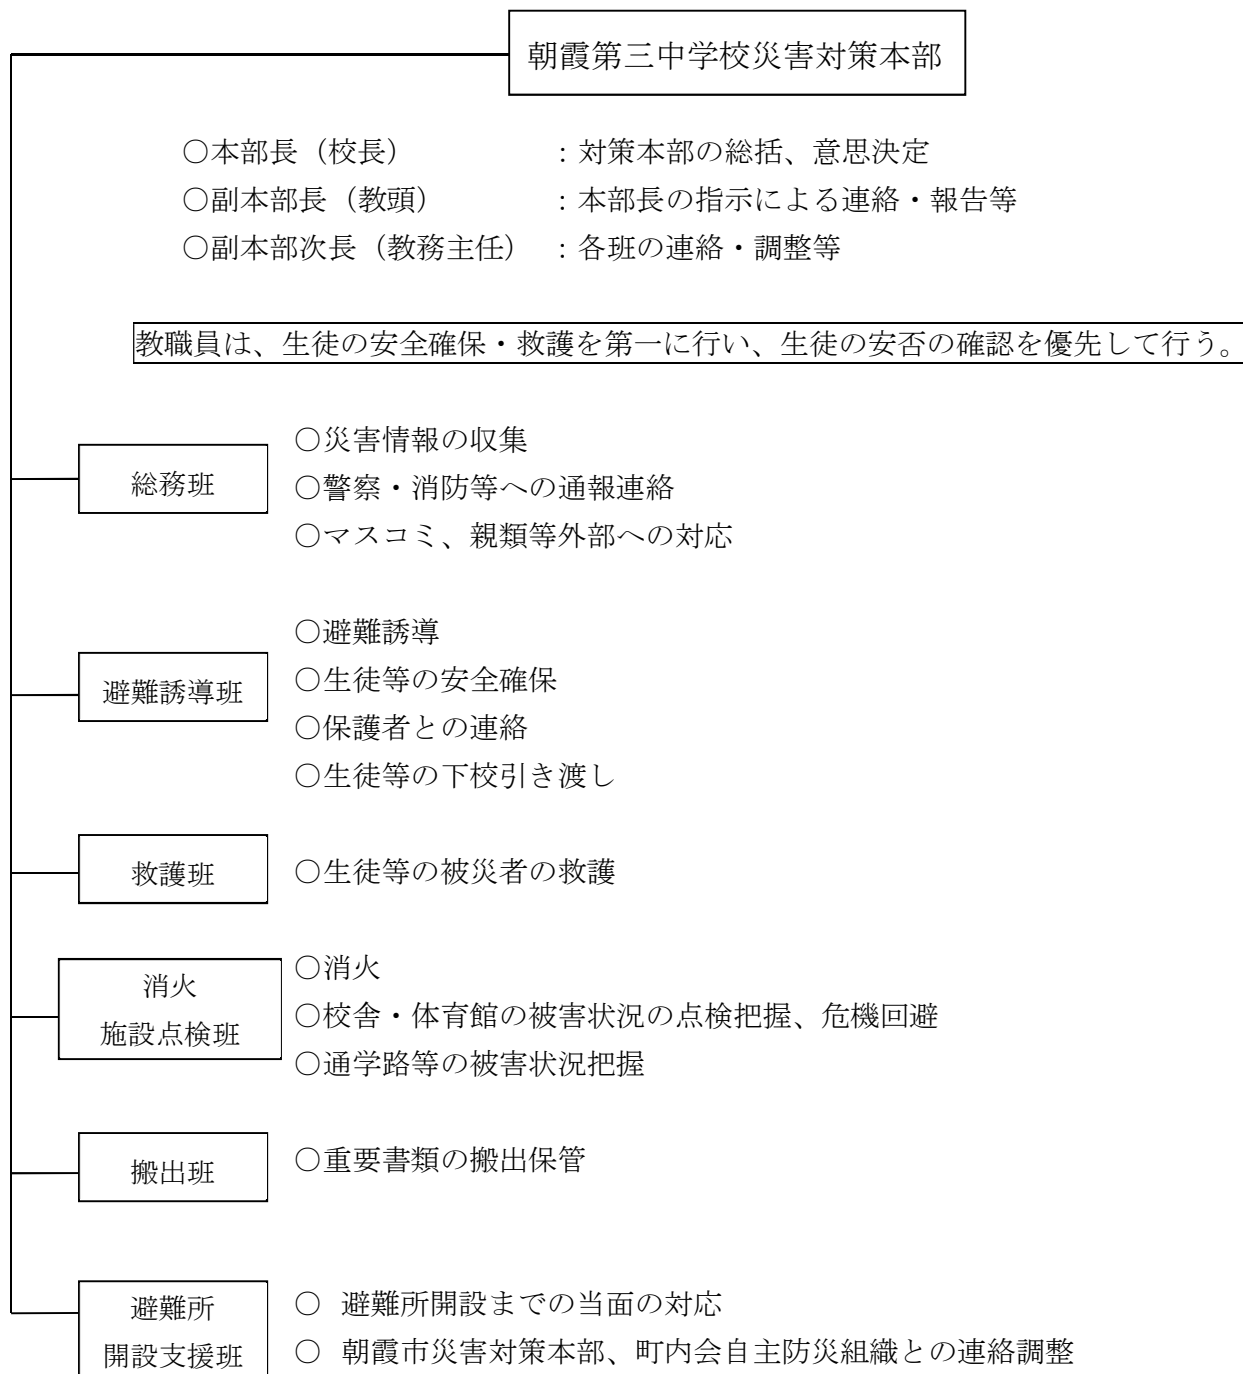 朝霞第三中学校災害対策本部
○本部長（校長）　　　　　：対策本部の総括、意思決定
○副本部長（教頭）　　　　：本部長の指示による連絡・報告等
○副本部次長（教務主任）　：各班の連絡・調整等
教職員は、生徒の安全確保・救護を第一に行い、生徒の安否の確認を優先して行う。
総務班
○災害情報の収集
○警察・消防等への通報連絡
○マスコミ、親類等外部への対応
避難誘導班
○避難誘導
○生徒等の安全確保
○保護者との連絡
○生徒等の下校引き渡し
救護班
○生徒等の被災者の救護
消火
施設点検班
○消火
○校舎・体育館の被害状況の点検把握、危機回避
○通学路等の被害状況把握
搬出班
○重要書類の搬出保管
避難所
開設支援班
○　避難所開設までの当面の対応
○　朝霞市災害対策本部、町内会自主防災組織との連絡調整